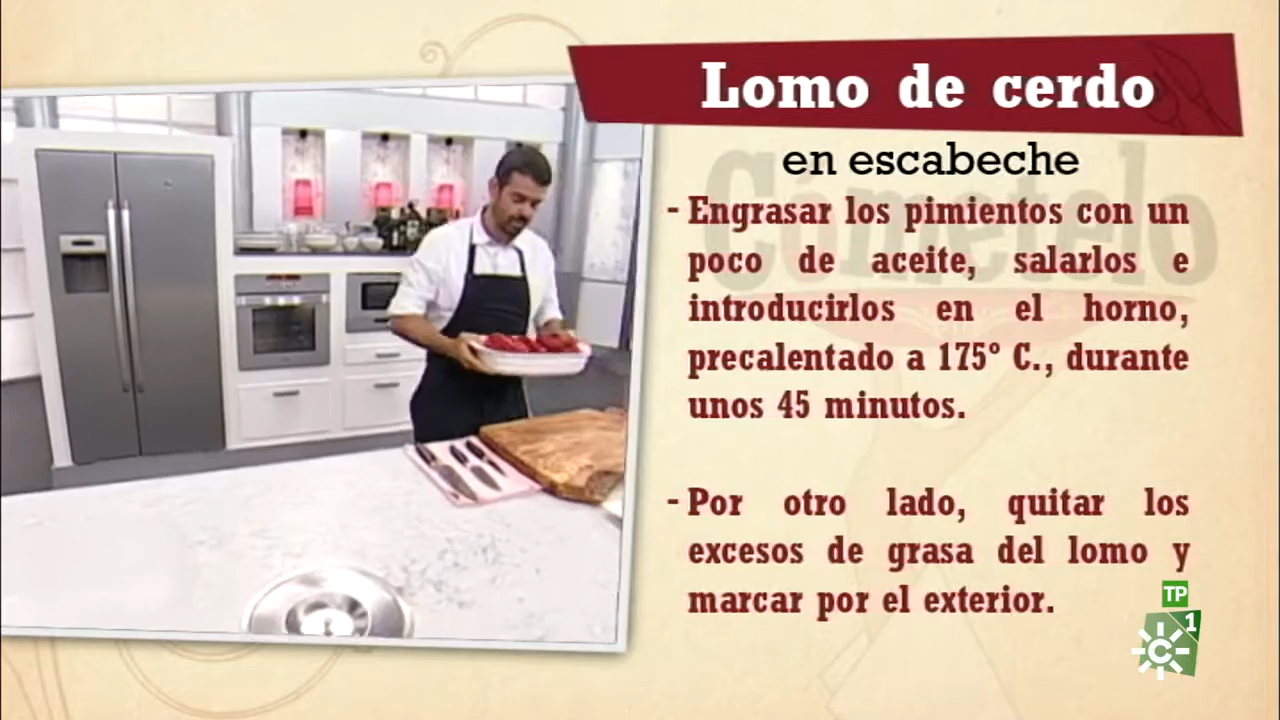 Lomo de cerdo
en escabeche
Cómetelo
- Engrasar los pimientos con un
poco de aceite, salarlos e
introducirlos en el horno,
precalentado a 175° C., durante
unos 45 minutos.
- Por otro lado, quitar los
excesos de grasa del lomo y
marcar por el exterior.
TP
1
C